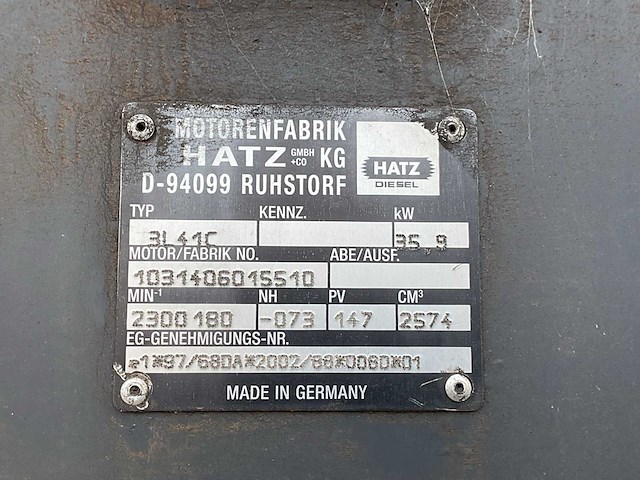 MOTORENFABRIK
HATZ GMBH +CO KG
D-94099 RUHSTORF
HATZ
DIESEL
TYP KENNZ. kW
3L41C 35,9
MOTOR/FABRIK NO. ABE/AUSF.
1031406015510
MIN-1 NH PV CM³
2300 180 -073 147 2574
EG-GENEHMIGUNGS-NR.
e1*97/68DA*2002/88*0060*01
MADE IN GERMANY